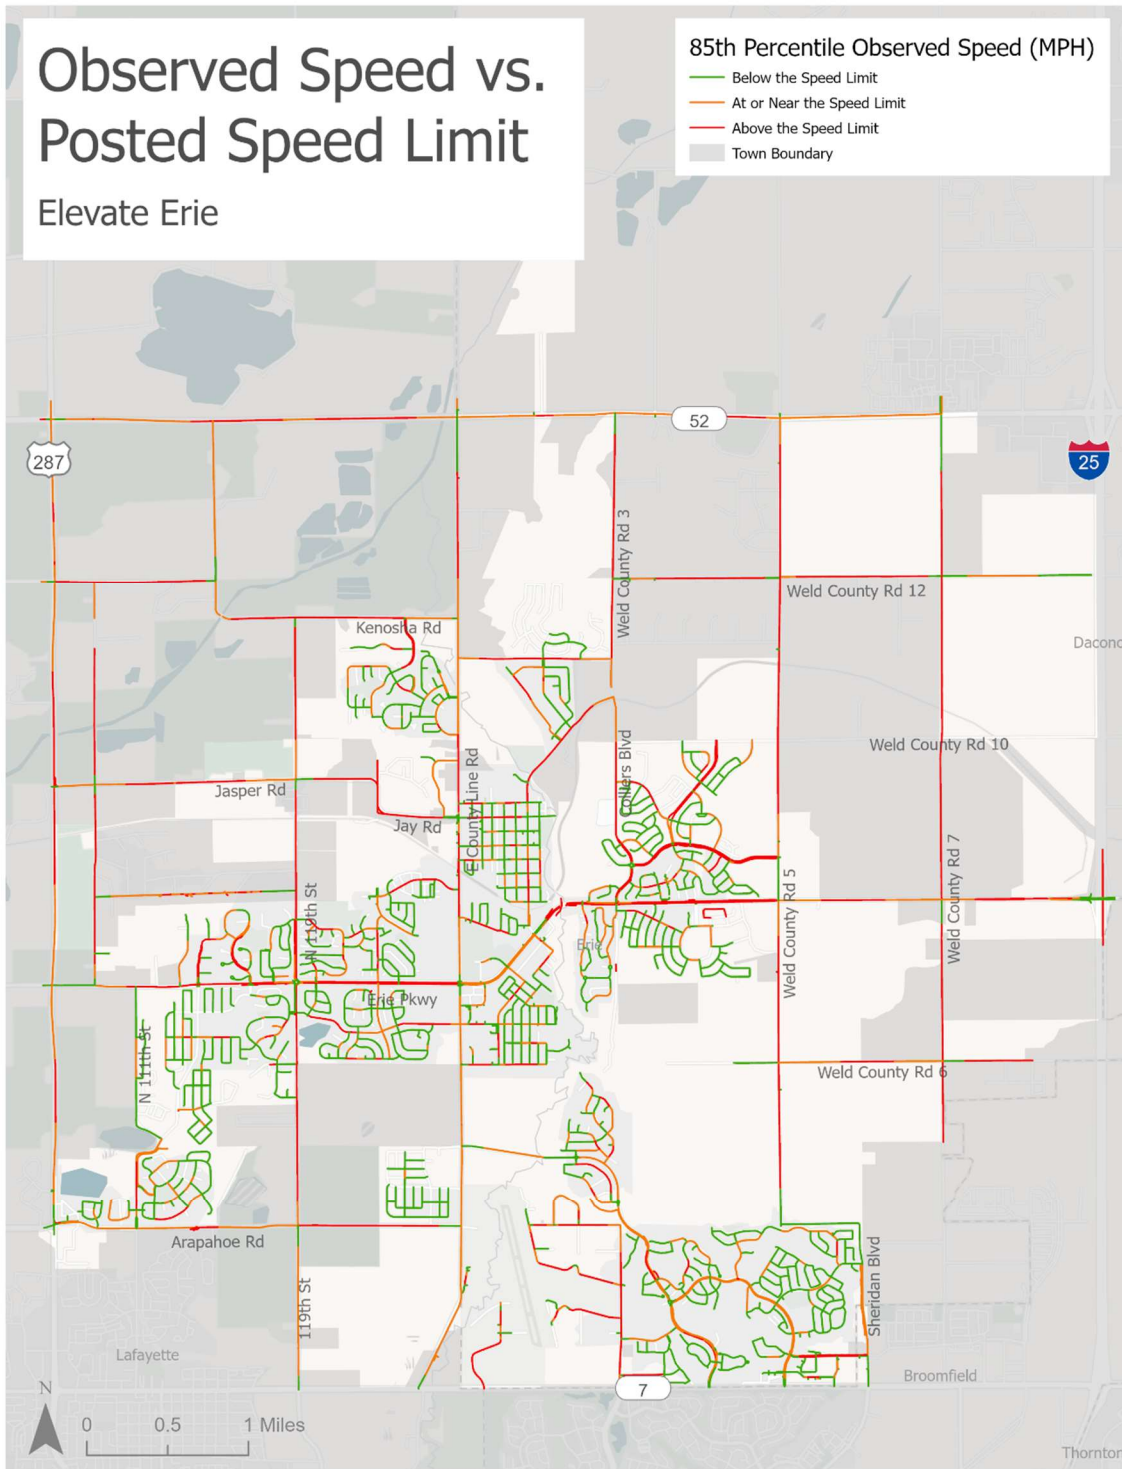 Observed Speed vs.
Posted Speed Limit
Elevate Erie
85th Percentile Observed Speed (MPH)
Below the Speed Limit
At or Near the Speed Limit
Above the Speed Limit
Town Boundary
52
287
25
Weld County Rd 3
Weld County Rd 12
Kenosha Rd
Dacono
Weld County Rd 10
Colliers Blvd
E County Line Rd
Jasper Rd
Jay Rd
Weld County Rd 7
Weld County Rd 5
N 119th St
Erie
Erie Pkwy
N 111th St
Weld County Rd 6
Arapahoe Rd
Sheridan Blvd
119th St
Lafayette
Broomfield
7
N
0 0.5 1 Miles
Thornton